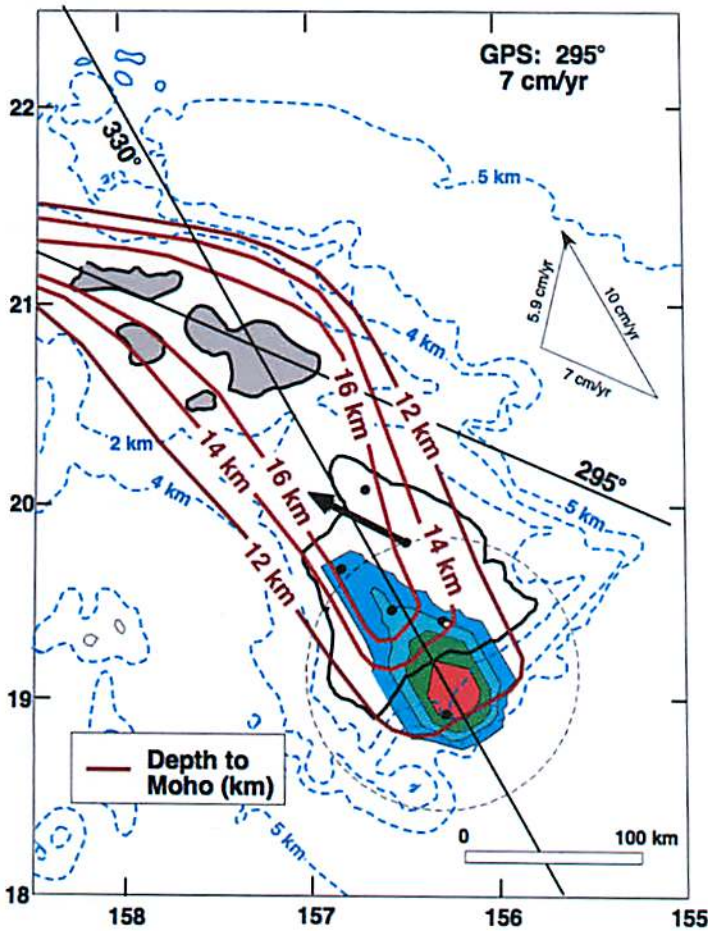 GPS: 295°
7 cm/yr
22
330°
5 km
21
5.9 cm/yr
10 cm/yr
7 cm/yr
4 km
16 km
12 km
2 km
14 km
16 km
295°
4 km
5 km
20
12 km
14 km
19
Depth to
Moho (km)
0
100 km
5 km
18
158
157
156
155